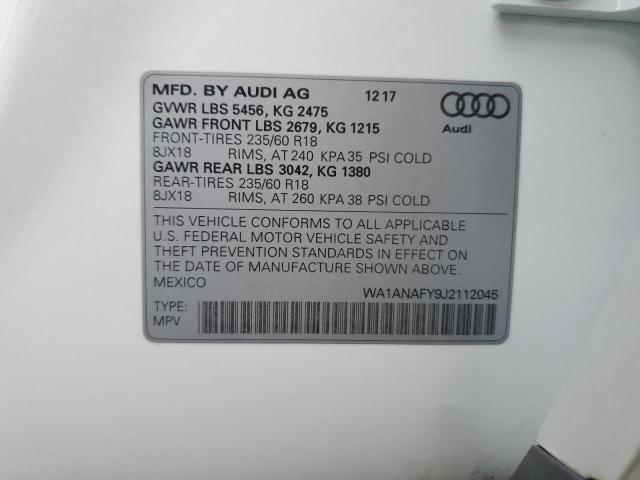 MFD. BY AUDI AG 12 17
GVWR LBS 5456, KG 2475
GAWR FRONT LBS 2679, KG 1215
FRONT-TIRES 235/60 R18
8JX18 RIMS, AT 240 KPA 35 PSI COLD
GAWR REAR LBS 3042, KG 1380
REAR-TIRES 235/60 R18
8JX18 RIMS, AT 260 KPA 38 PSI COLD
Audi
THIS VEHICLE CONFORMS TO ALL APPLICABLE
U.S. FEDERAL MOTOR VEHICLE SAFETY AND
THEFT PREVENTION STANDARDS IN EFFECT ON
THE DATE OF MANUFACTURE SHOWN ABOVE.
MEXICO WA1ANAFY9J2112045
TYPE:
MPV